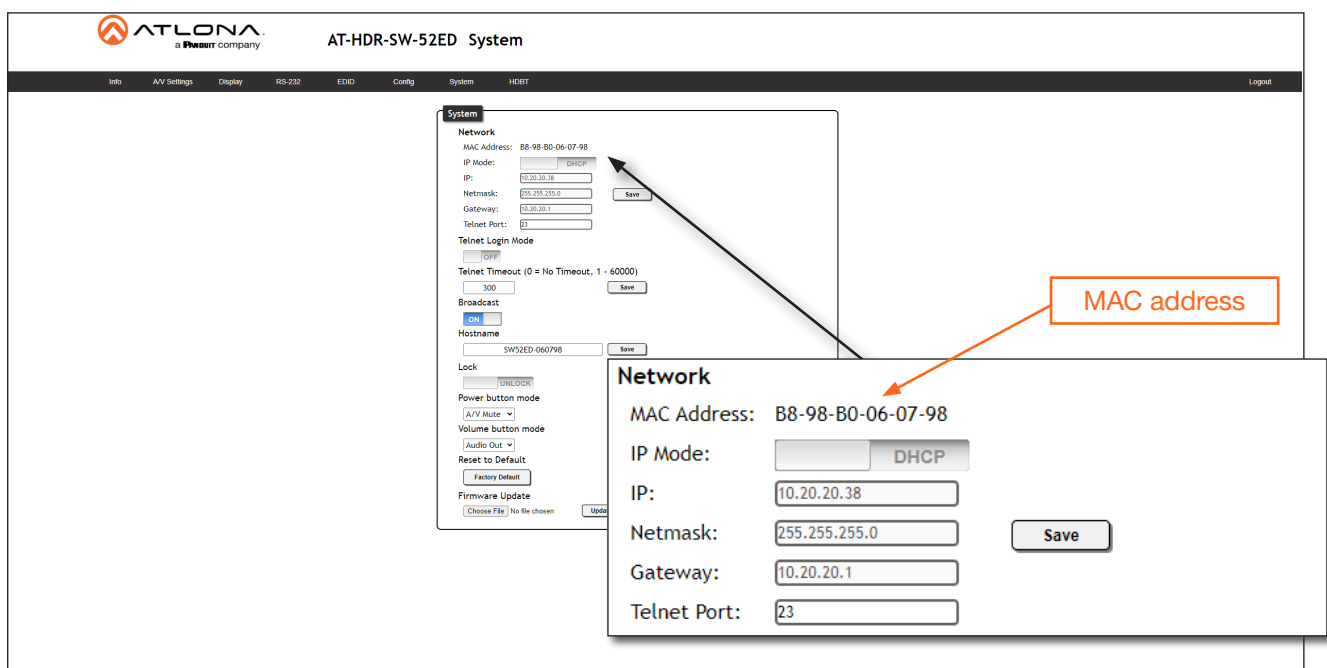 ATLONA.
a PANDUIT company
AT-HDR-SW-52ED System
Info A/V Settings Display RS-232 EDID Config System HDBT Logout
System
Network
MAC Address: B8-98-B0-06-07-98
IP Mode: DHCP
IP: 10.20.20.38
Netmask: 255.255.255.0 Save
Gateway: 10.20.20.1
Telnet Port: 23
Telnet Login Mode
OFF
Telnet Timeout (0 = No Timeout, 1 - 60000)
300 Save
Broadcast
ON
Hostname
SW52ED-060798 Save
Lock
UNLOCK
Power button mode
A/V Mute
Volume button mode
Audio Out
Reset to Default
Factory Default
Firmware Update
Choose File No file chosen Upda
MAC address
Network
MAC Address: B8-98-B0-06-07-98
IP Mode: DHCP
IP: 10.20.20.38
Netmask: 255.255.255.0 Save
Gateway: 10.20.20.1
Telnet Port: 23